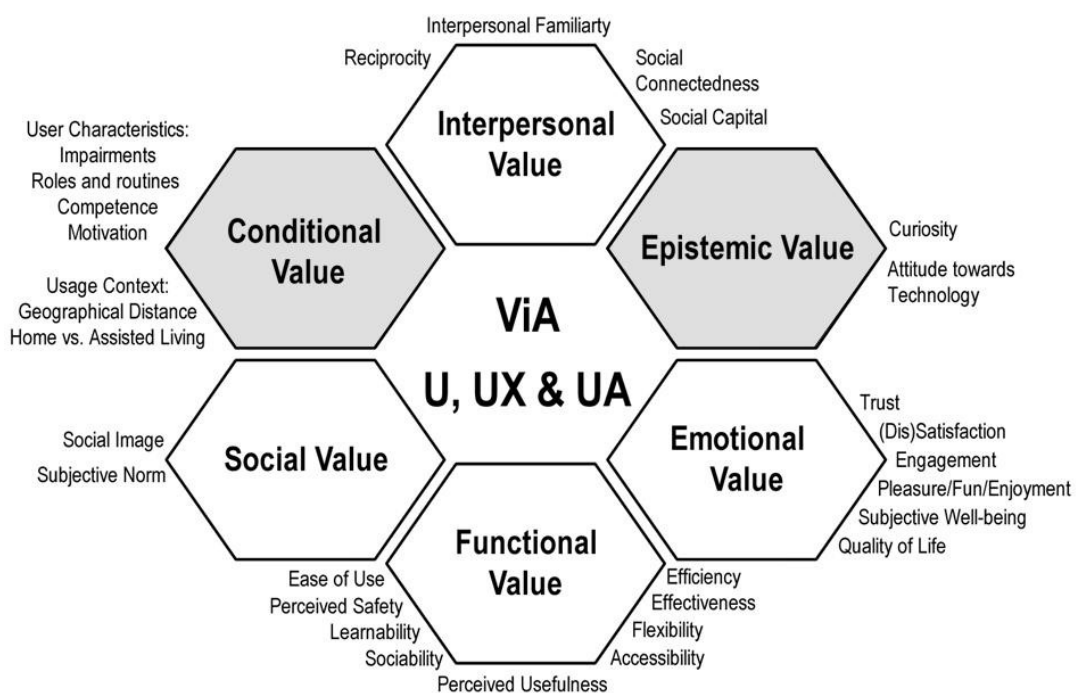 Interpersonal Familiarty
Reciprocity
Social
Connectedness
Social Capital
Interpersonal
Value
User Characteristics:
Impairments
Roles and routines
Competence
Motivation
Usage Context:
Geographical Distance
Home vs. Assisted Living
Conditional
Value
Epistemic Value
Curiosity
Attitude towards
Technology
ViA
U, UX & UA
Social Image
Subjective Norm
Social Value
Emotional
Value
Trust
(Dis)Satisfaction
Engagement
Pleasure/Fun/Enjoyment
Subjective Well-being
Quality of Life
Functional
Value
Ease of Use
Perceived Safety
Learnability
Sociability
Perceived Usefulness
Efficiency
Effectiveness
Flexibility
Accessibility